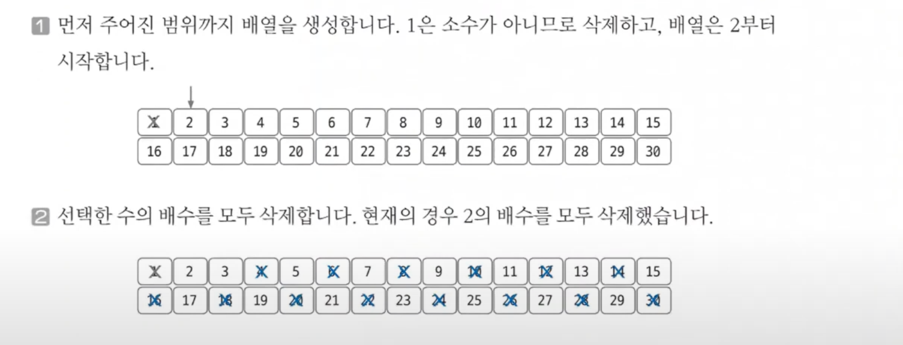 1 먼저 주어진 범위까지 배열을 생성합니다. 1은 소수가 아니므로 삭제하고, 배열은 2부터
시작합니다.
1 2 3 4 5 6 7 8 9 10 11 12 13 14 15
16 17 18 19 20 21 22 23 24 25 26 27 28 29 30
2 선택한 수의 배수를 모두 삭제합니다. 현재의 경우 2의 배수를 모두 삭제했습니다.
1 2 3 4 5 6 7 8 9 10 11 12 13 14 15
16 17 18 19 20 21 22 23 24 25 26 27 28 29 30